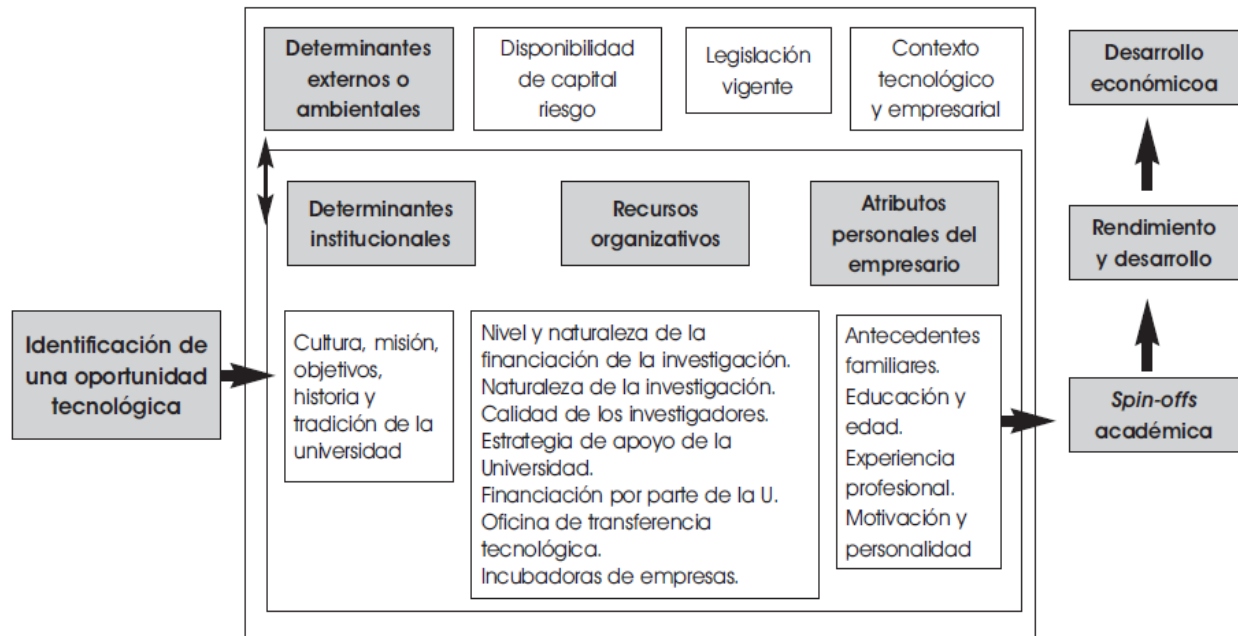 Determinantes
externos o
ambientales
Disponibilidad
de capital
riesgo
Legislación
vigente
Contexto
tecnológico
y empresarial
Desarrollo
económicoa
Determinantes
institucionales
Recursos
organizativos
Atributos
personales del
empresario
Rendimiento
y desarrollo
Identificación de
una oportunidad
tecnológica
Cultura, misión,
objetivos,
historia y
tradición de la
universidad
Nivel y naturaleza de la
financiación de la investigación.
Naturaleza de la investigación.
Calidad de los investigadores.
Estrategia de apoyo de la
Universidad.
Financiación por parte de la U.
Oficina de transferencia
tecnológica.
Incubadoras de empresas.
Antecedentes
familiares.
Educación y
edad.
Experiencia
profesional.
Motivación y
personalidad
Spin-offs
académica